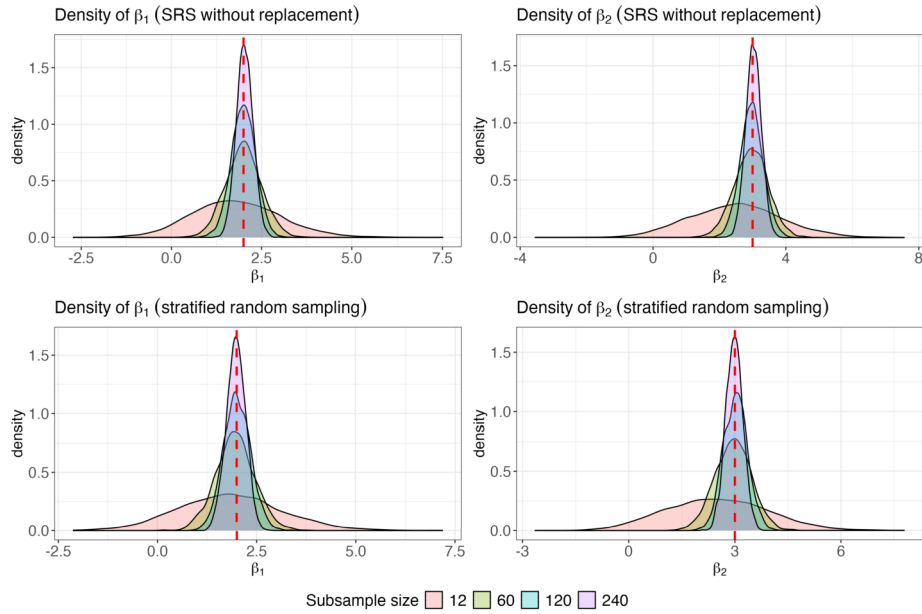 Density of β₁ (SRS without replacement)
density
1.5
1.0
0.5
0.0
-2.5 0.0 2.5 5.0 7.5
β₁
Density of β₂ (SRS without replacement)
density
1.5
1.0
0.5
0.0
-4 0 4 8
β₂
Density of β₁ (stratified random sampling)
density
1.5
1.0
0.5
0.0
-2.5 0.0 2.5 5.0 7.5
β₁
Density of β₂ (stratified random sampling)
density
1.5
1.0
0.5
0.0
-3 0 3 6
β₂
Subsample size 12 60 120 240